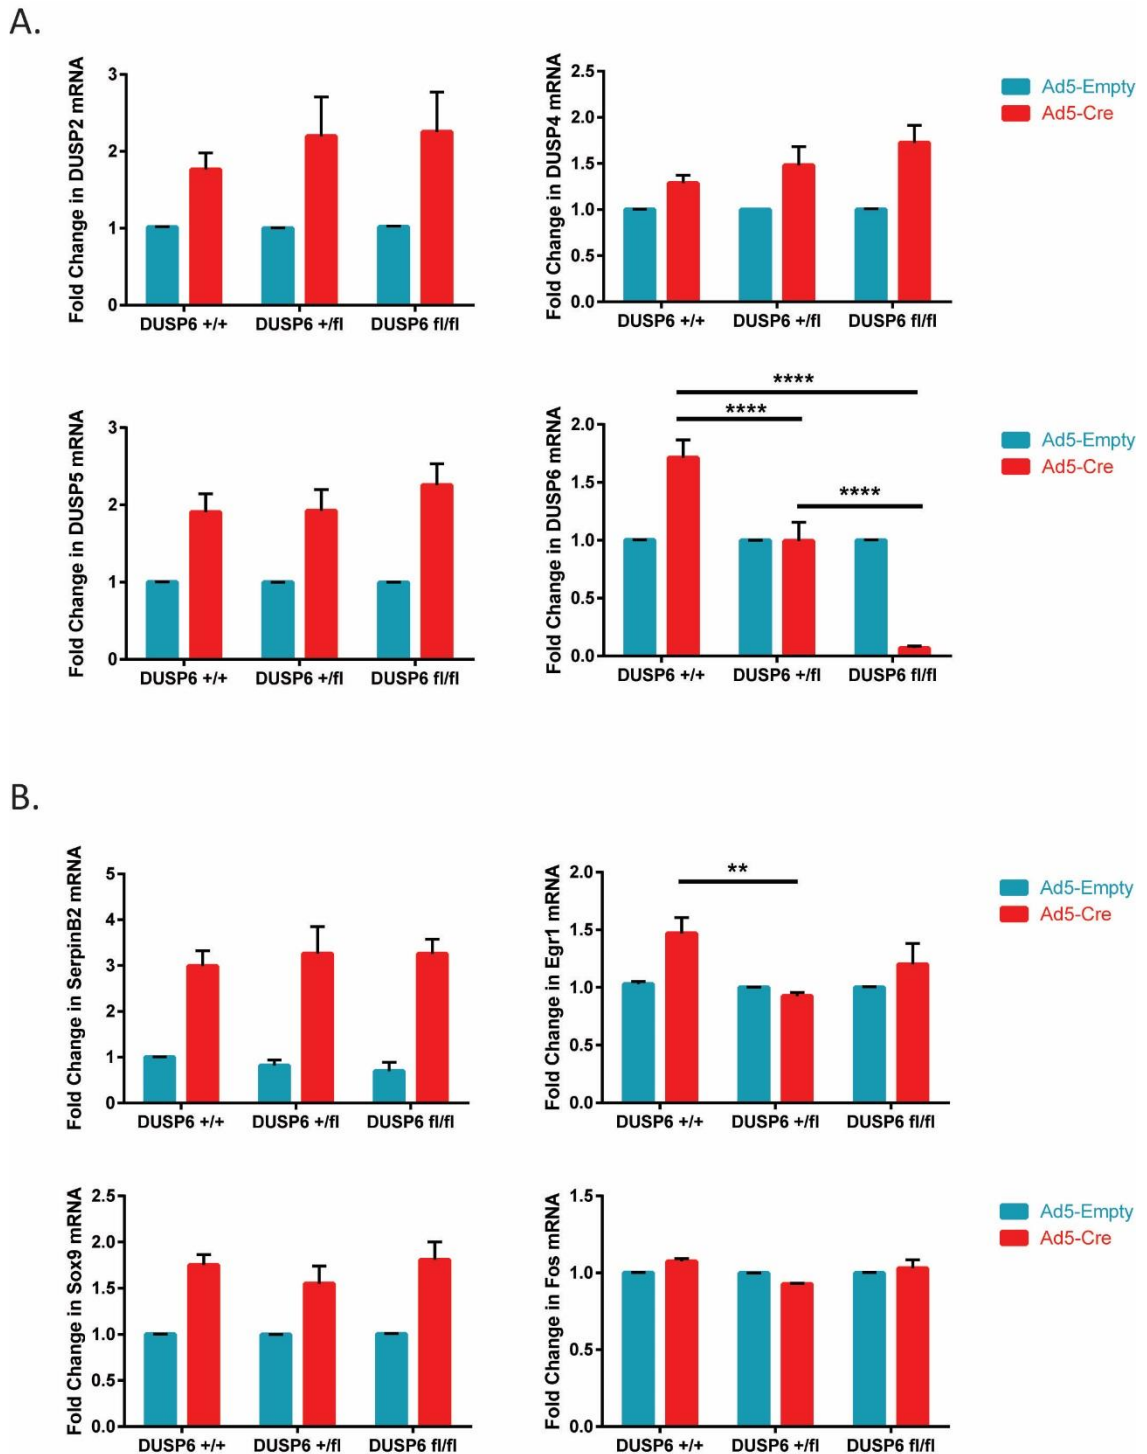 A.
Fold Change in DUSP2 mRNA
3
2
1
0
DUSP6 +/+ DUSP6 +/fl DUSP6 fl/fl
Fold Change in DUSP4 mRNA
2.5
2.0
1.5
1.0
0.5
0.0
DUSP6 +/+ DUSP6 +/fl DUSP6 fl/fl
Ad5-Empty
Ad5-Cre
Fold Change in DUSP5 mRNA
3
2
1
0
DUSP6 +/+ DUSP6 +/fl DUSP6 fl/fl
Fold Change in DUSP6 mRNA
2.0
1.5
1.0
0.5
0.0
****
****
****
DUSP6 +/+ DUSP6 +/fl DUSP6 fl/fl
Ad5-Empty
Ad5-Cre
B.
Fold Change in SerpinB2 mRNA
5
4
3
2
1
0
DUSP6 +/+ DUSP6 +/fl DUSP6 fl/fl
Fold Change in Egr1 mRNA
2.0
1.5
1.0
0.5
0.0
**
DUSP6 +/+ DUSP6 +/fl DUSP6 fl/fl
Ad5-Empty
Ad5-Cre
Fold Change in Sox9 mRNA
2.5
2.0
1.5
1.0
0.5
0.0
DUSP6 +/+ DUSP6 +/fl DUSP6 fl/fl
Fold Change in Fos mRNA
1.5
1.0
0.5
0.0
DUSP6 +/+ DUSP6 +/fl DUSP6 fl/fl
Ad5-Empty
Ad5-Cre